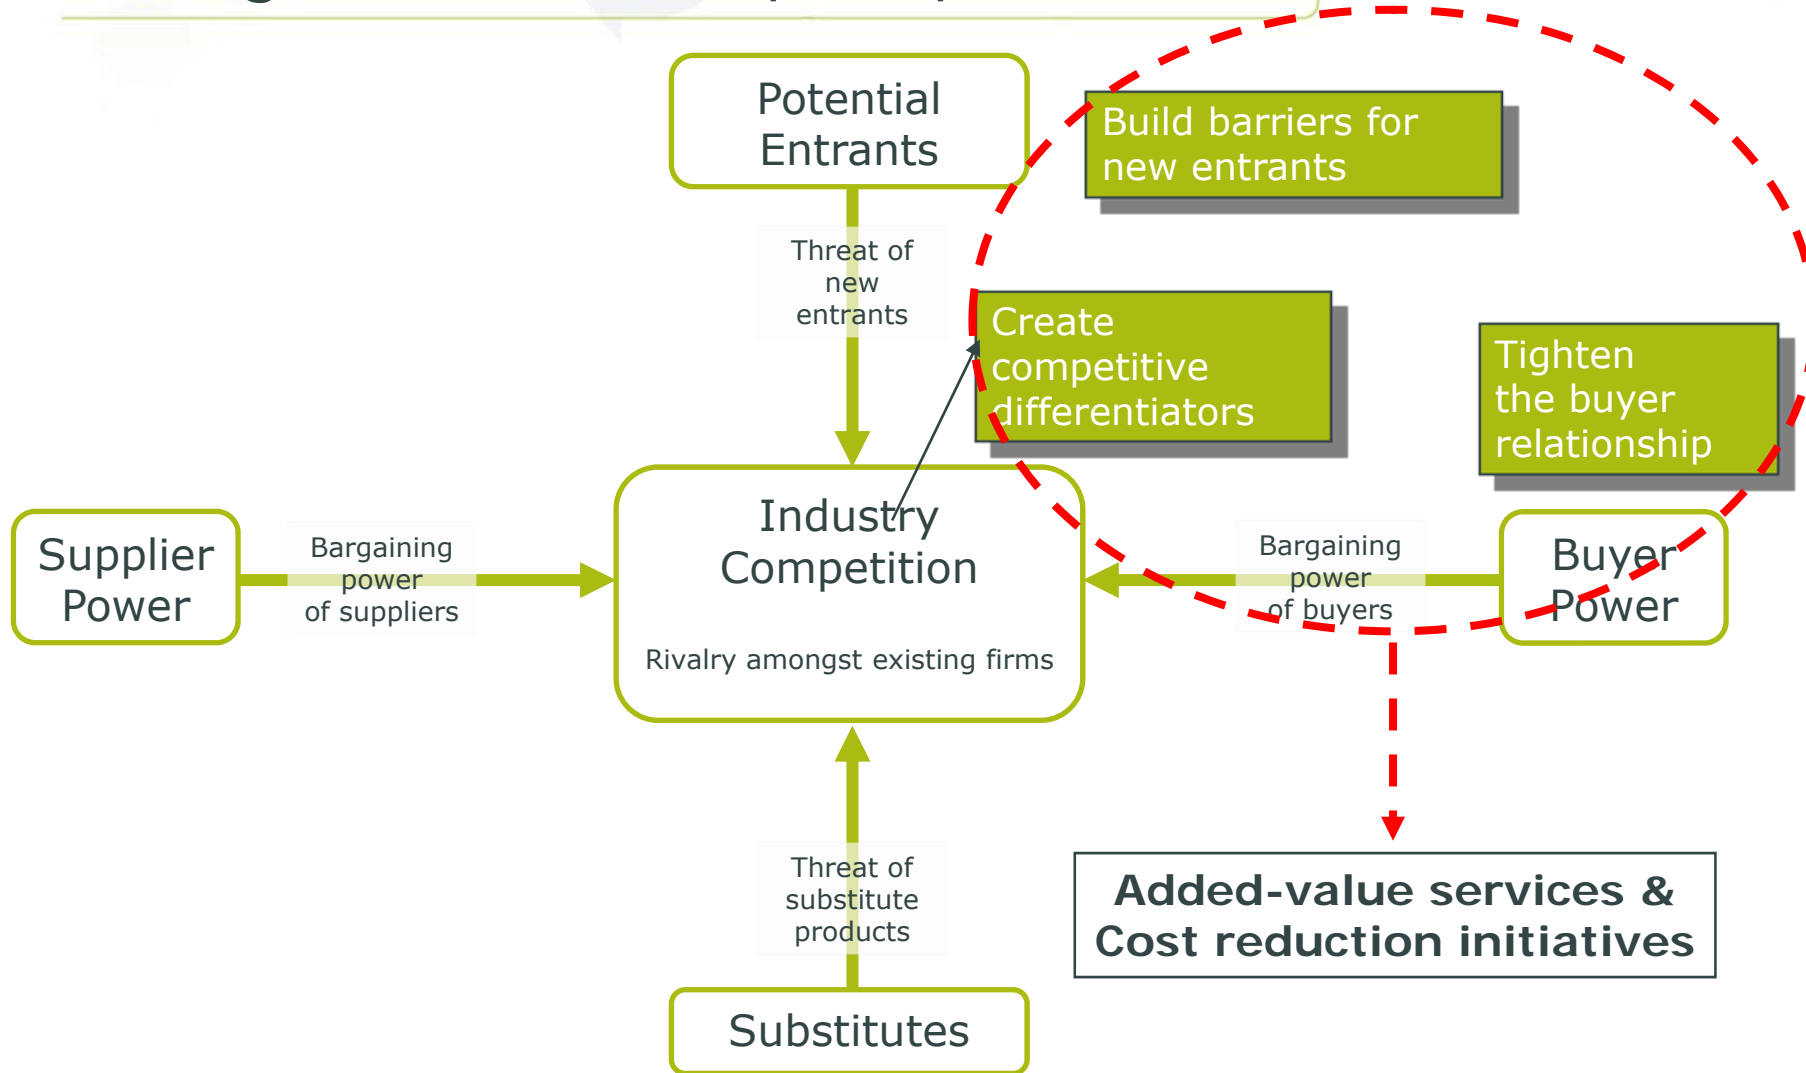 Potential
Entrants
Build barriers for
new entrants
Threat of
new
entrants
Create
competitive
differentiators
Tighten
the buyer
relationship
Industry
Competition
Rivalry amongst existing firms
Supplier
Power
Bargaining
power
of suppliers
Bargaining
power
of buyers
Buyer
Power
Threat of
substitute
products
Added-value services &
Cost reduction initiatives
Substitutes